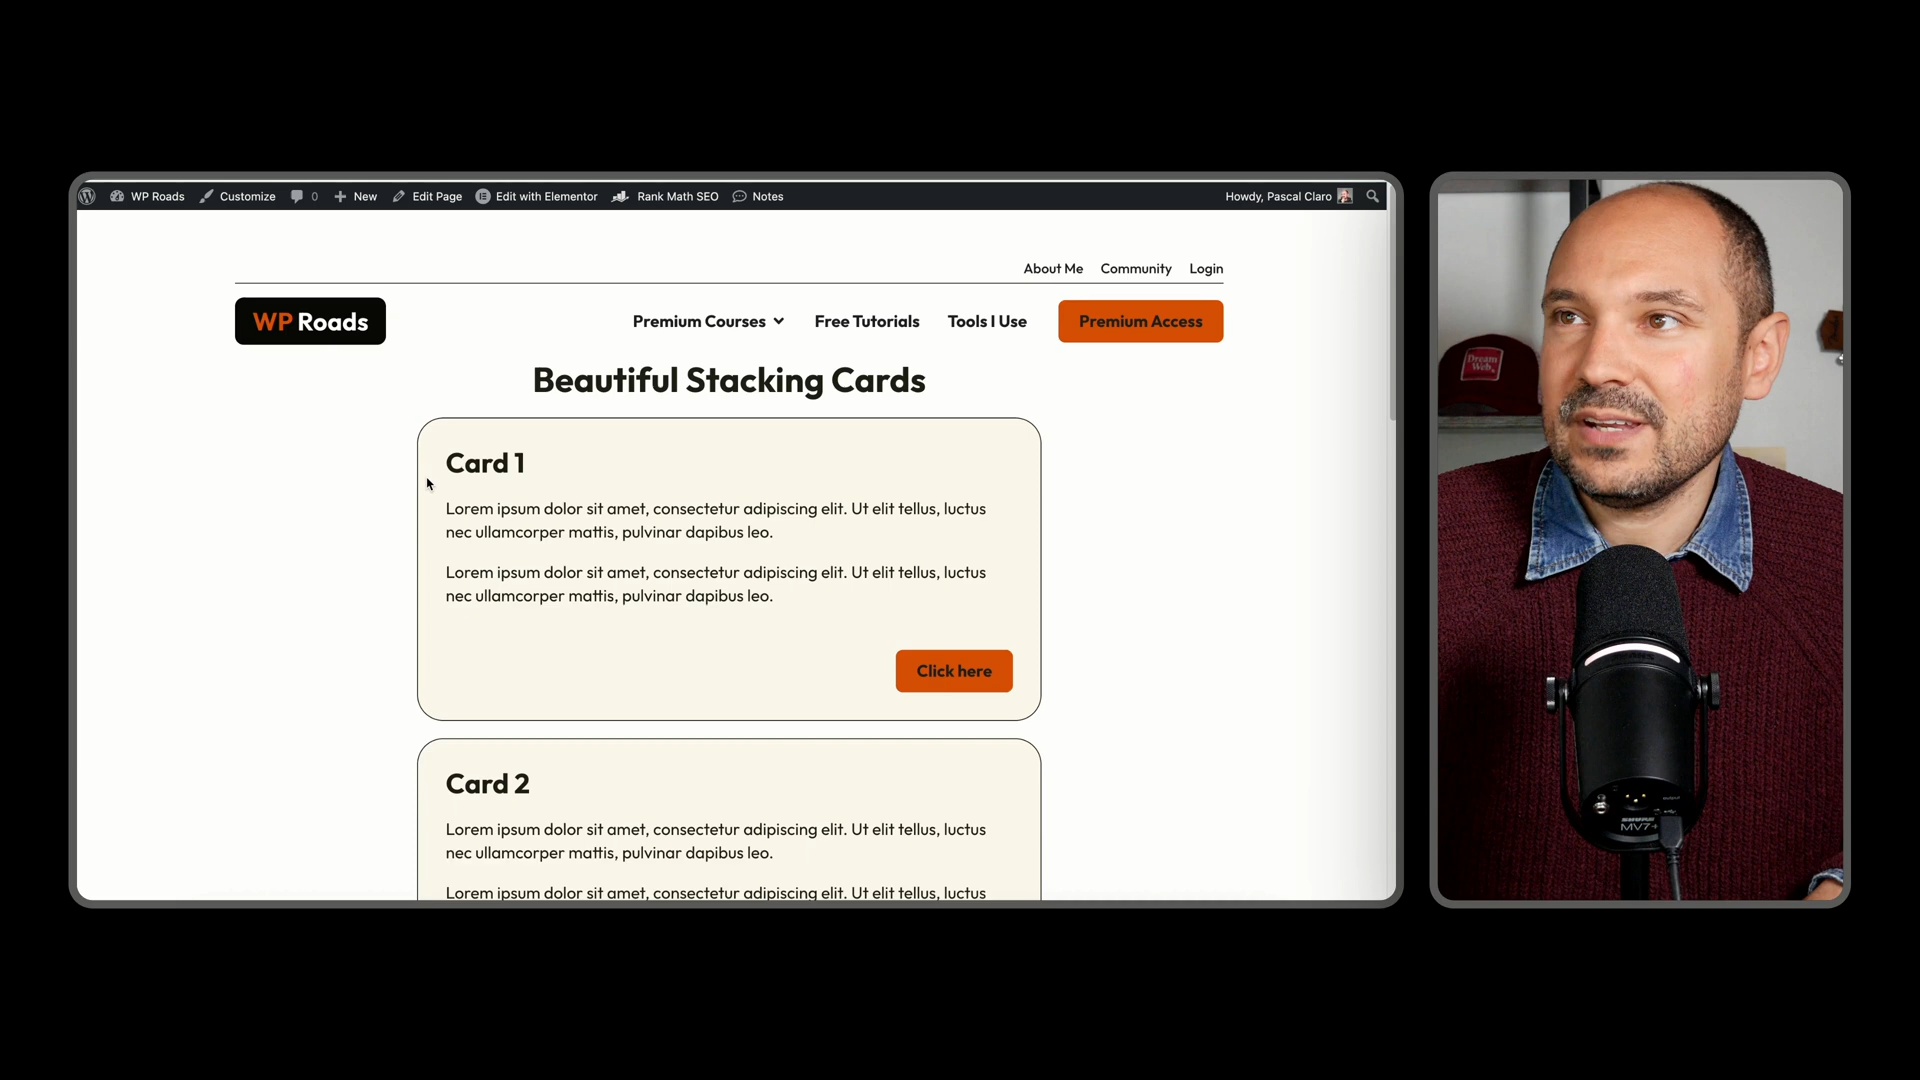 WP Roads Customize 0 New Edit Page Edit with Elementor Rank Math SEO Notes Howdy, Pascal Claro
About Me Community Login
WP Roads Premium Courses Free Tutorials Tools I Use Premium Access
Beautiful Stacking Cards
Card 1
Lorem ipsum dolor sit amet, consectetur adipiscing elit. Ut elit tellus, luctus
nec ullamcorper mattis, pulvinar dapibus leo.
Lorem ipsum dolor sit amet, consectetur adipiscing elit. Ut elit tellus, luctus
nec ullamcorper mattis, pulvinar dapibus leo.
Click here
Card 2
Lorem ipsum dolor sit amet, consectetur adipiscing elit. Ut elit tellus, luctus
nec ullamcorper mattis, pulvinar dapibus leo.
Lorem ipsum dolor sit amet, consectetur adipiscing elit. Ut elit tellus, luctus
Dream
Web
SHURE
MV7+